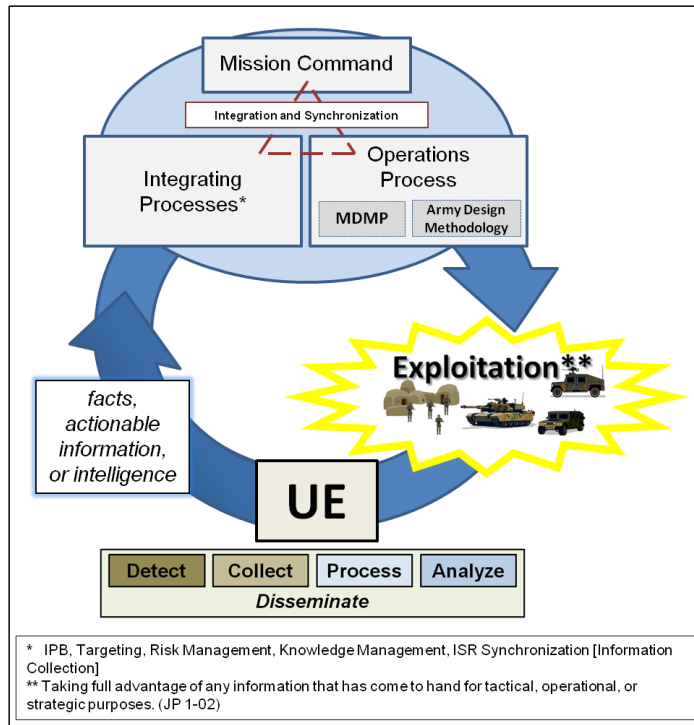 Mission Command
Integration and Synchronization
Integrating
Processes*
Operations
Process
MDMP
Army Design
Methodology
Exploitation**
facts,
actionable
information,
or intelligence
UE
Detect
Collect
Process
Analyze
Disseminate
* IPB, Targeting, Risk Management, Knowledge Management, ISR Synchronization [Information
Collection]
** Taking full advantage of any information that has come to hand for tactical, operational, or
strategic purposes. (JP 1-02)